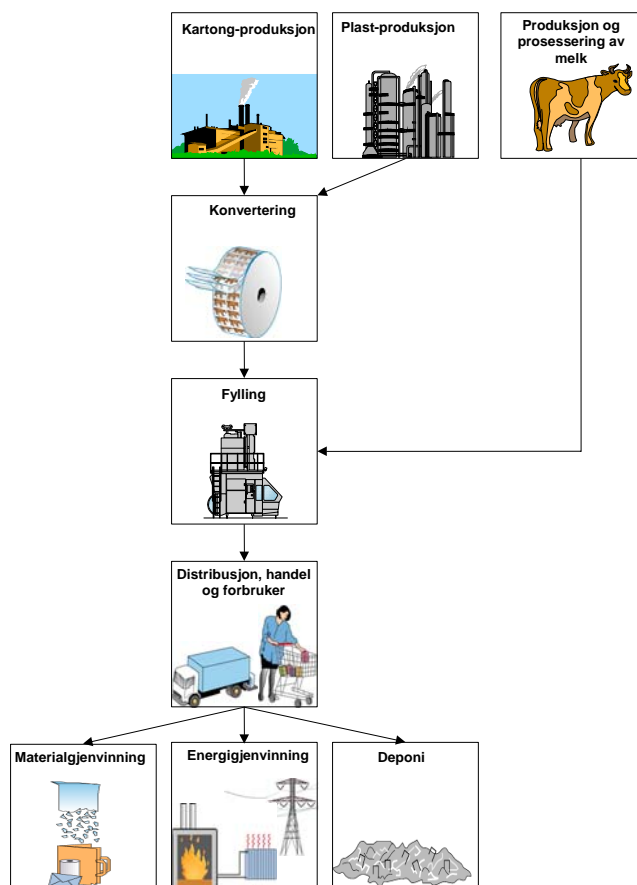 Kartong-produksjon
Plast-produksjon
Produksjon og
prosessering av
melk
Konvertering
Fylling
Distribusjon, handel
og forbruker
Materialgjenvinning
Energigjenvinning
Deponi